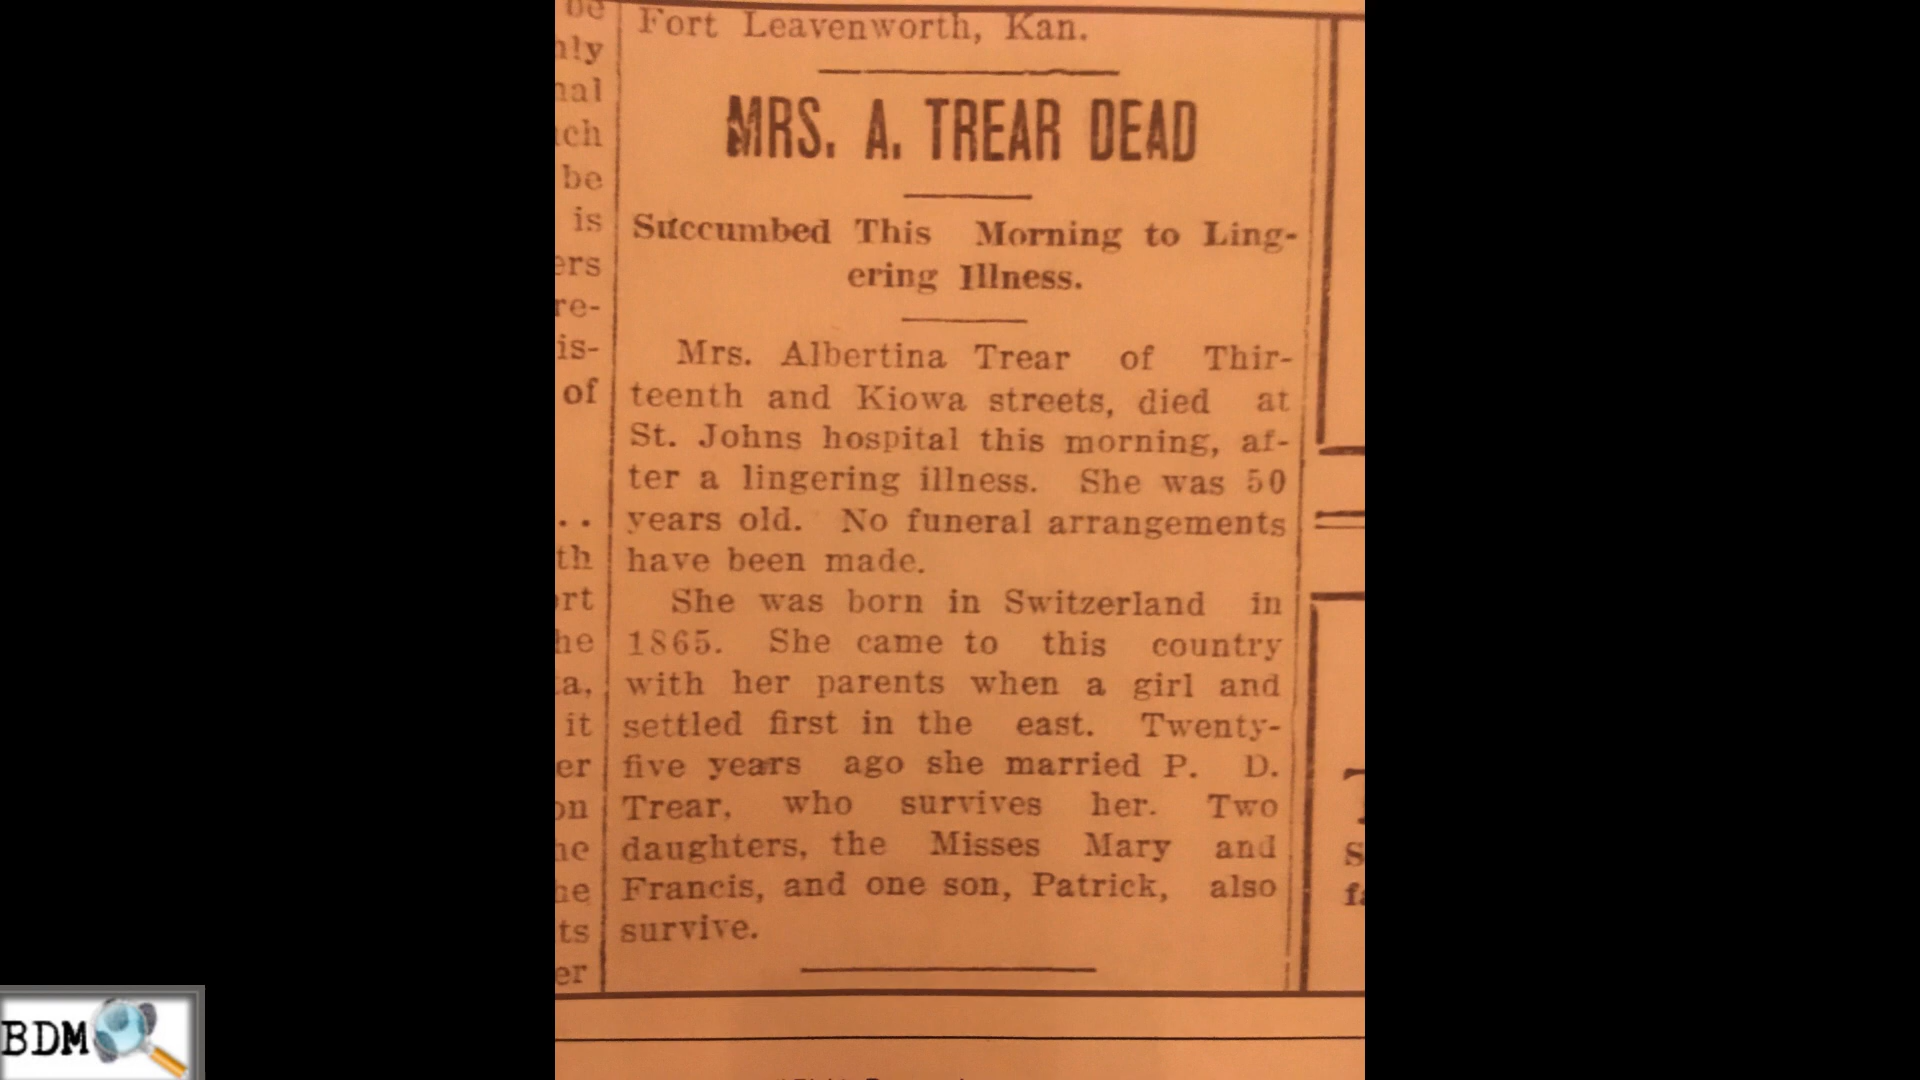 Fort Leavenworth, Kan.
MRS. A. TREAR DEAD
Succumbed This Morning to Ling-
ering Illness.
Mrs. Albertina Trear of Thir-
teenth and Kiowa streets, died at
St. Johns hospital this morning, af-
ter a lingering illness. She was 50
years old. No funeral arrangements
have been made.
She was born in Switzerland in
1865. She came to this country
with her parents when a girl and
settled first in the east. Twenty-
five years ago she married P. D.
Trear, who survives her. Two
daughters, the Misses Mary and
Francis, and one son, Patrick, also
survive.
be
is
of
it
BDM